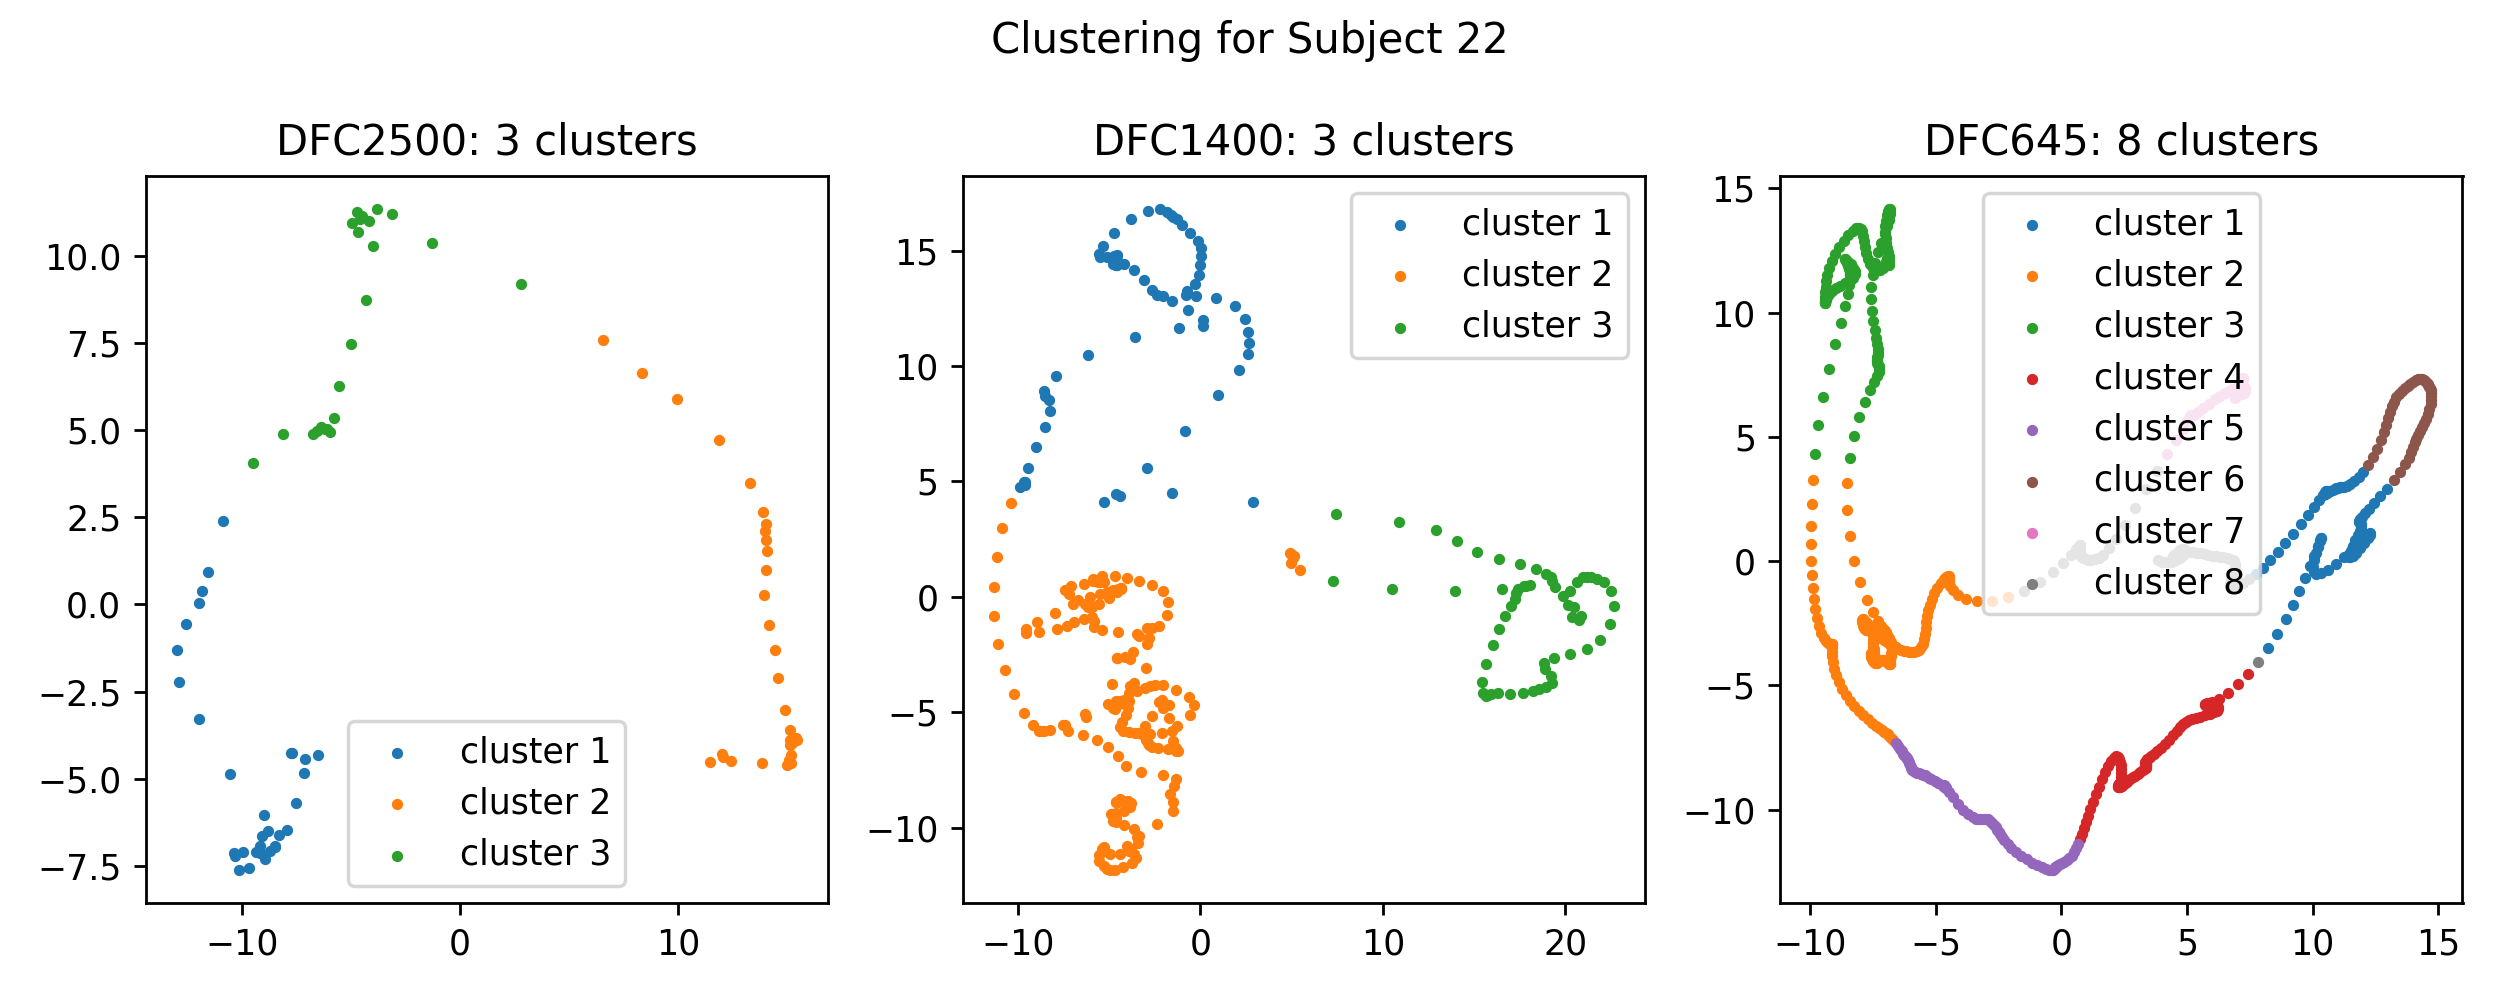 Clustering for Subject 22
DFC2500: 3 clusters
10.0
7.5
5.0
2.5
0.0
−2.5
−5.0
−7.5
−10
0
10
cluster 1
cluster 2
cluster 3
DFC1400: 3 clusters
15
10
5
0
−5
−10
−10
0
10
20
cluster 1
cluster 2
cluster 3
DFC645: 8 clusters
15
10
5
0
−5
−10
−10
−5
0
5
10
15
cluster 1
cluster 2
cluster 3
cluster 4
cluster 5
cluster 6
cluster 7
cluster 8